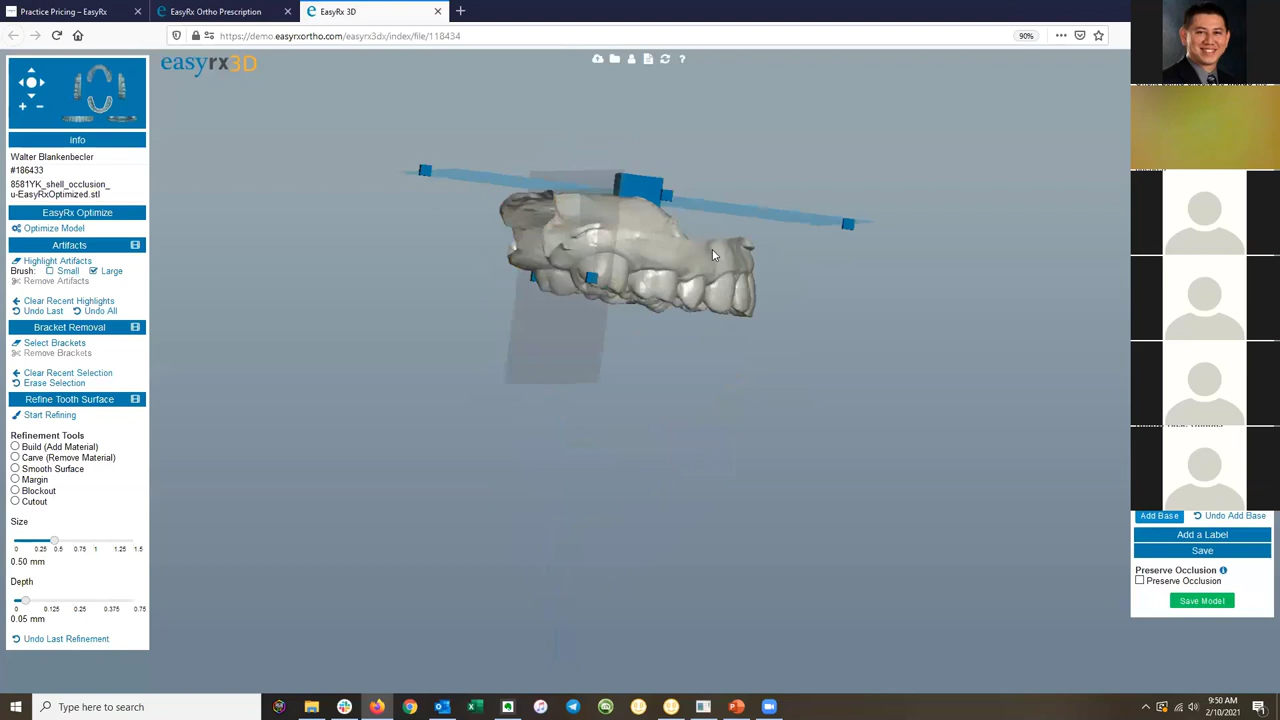 Practice Pricing – EasyRx
EasyRx Ortho Prescription
EasyRx 3D
https://demo.easyrxortho.com/easyrx3dx/index/file/118434
90%
easyrx3D
Info
Walter Blankenbecler
#186433
8581YK_shell_occlusion_
u-EasyRxOptimized.stl
EasyRx Optimize
Optimize Model
Artifacts
Highlight Artifacts
Brush: Small Large
Remove Artifacts
Clear Recent Highlights
Undo Last Undo All
Bracket Removal
Select Brackets
Remove Brackets
Clear Recent Selection
Erase Selection
Refine Tooth Surface
Start Refining
Refinement Tools
Build (Add Material)
Carve (Remove Material)
Smooth Surface
Margin
Blockout
Cutout
Size
0 0.25 0.5 0.75 1 1.25 1.5
0.50 mm
Depth
0 0.125 0.25 0.375 0.75
0.05 mm
Undo Last Refinement
Add Base Undo Add Base
Add a Label
Save
Preserve Occlusion
Preserve Occlusion
Save Model
Type here to search
9:50 AM
2/10/2021